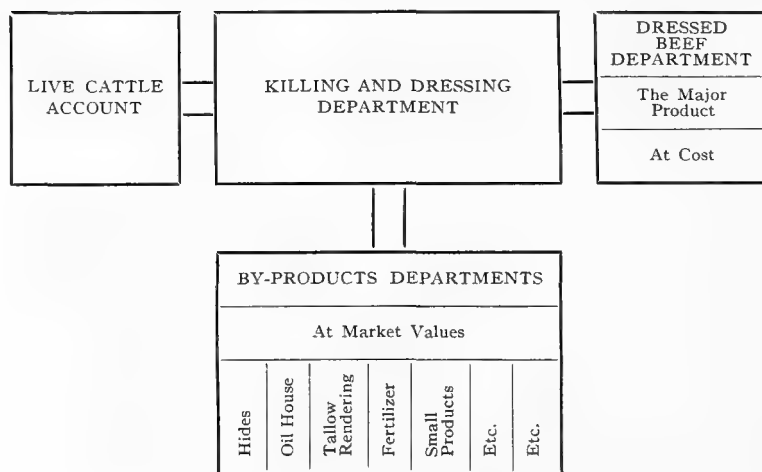 LIVE CATTLE
ACCOUNT
KILLING AND DRESSING
DEPARTMENT
DRESSED
BEEF
DEPARTMENT
The Major
Product
At Cost
BY-PRODUCTS DEPARTMENTS
At Market Values
Hides
Oil House
Tallow
Rendering
Fertilizer
Small
Products
Etc.
Etc.